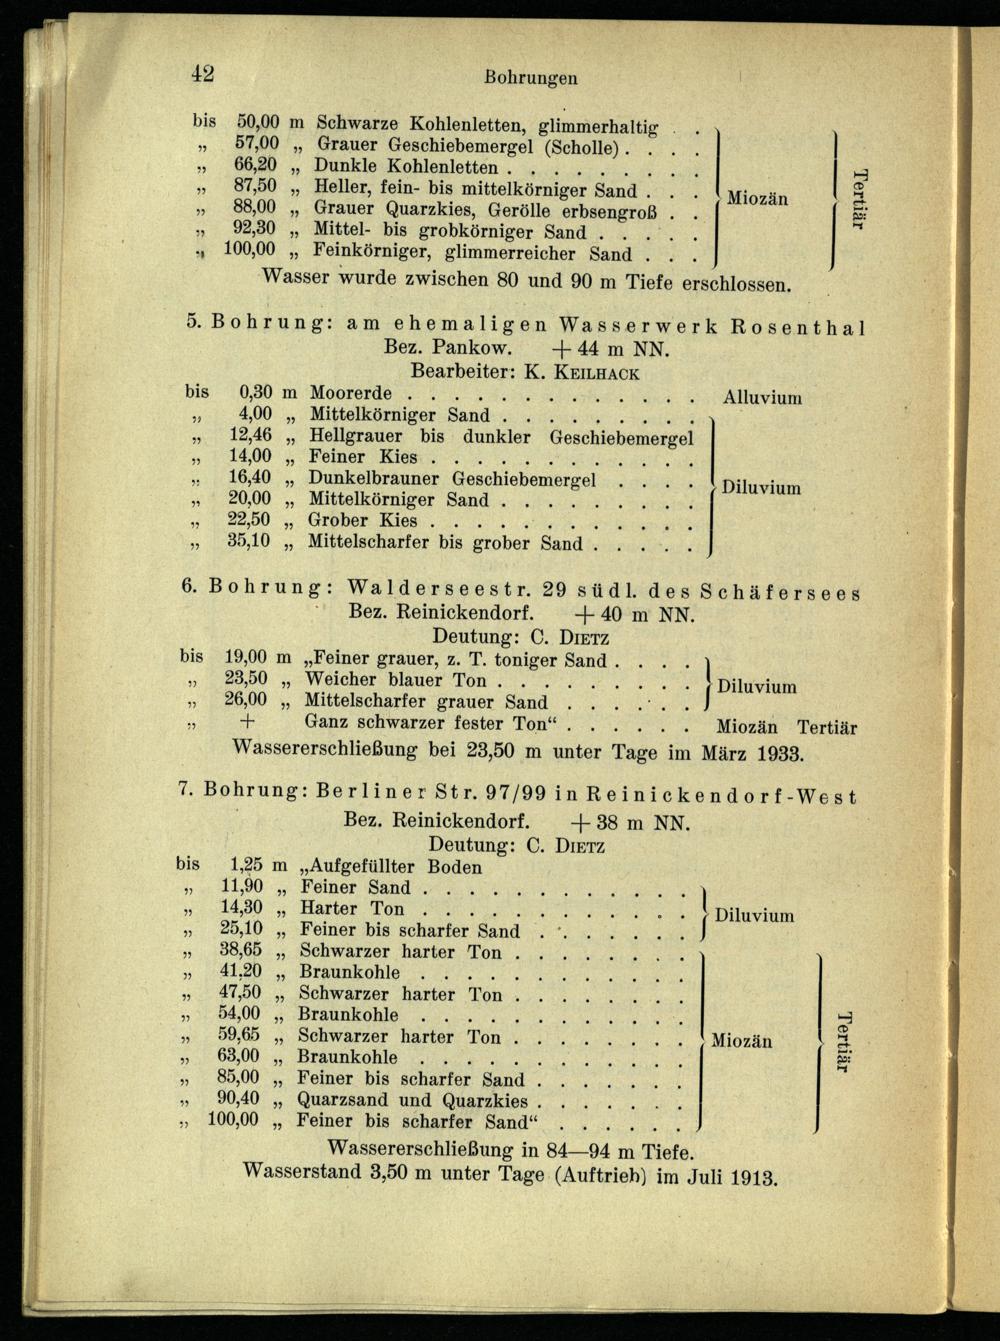 42
Bohrungen
bis 50,00 m Schwarze Kohlenletten, glimmerhaltig . .
„ 57,00 „ Grauer Geschiebemergel (Scholle) . . . .
„ 66,20 „ Dunkle Kohlenletten . . . . . . . . .
„ 87,50 „ Heller, fein- bis mittelkörniger Sand . . . Miozän Tertiär
„ 88,00 „ Grauer Quarzkies, Gerölle erbsengroß . .
„ 92,30 „ Mittel- bis grobkörniger Sand . . . . .
„ 100,00 „ Feinkörniger, glimmerreicher Sand . . .
Wasser wurde zwischen 80 und 90 m Tiefe erschlossen.
5. Bohrung: am ehemaligen Wasserwerk Rosenthal
Bez. Pankow. + 44 m NN.
Bearbeiter: K. KEILHACK
bis 0,30 m Moorerde . . . . . . . . . . . . . Alluvium
„ 4,00 „ Mittelkörniger Sand . . . . . . . . .
„ 12,46 „ Hellgrauer bis dunkler Geschiebemergel
„ 14,00 „ Feiner Kies . . . . . . . . . . . .
„ 16,40 „ Dunkelbrauner Geschiebemergel . . . . Diluvium
„ 20,00 „ Mittelkörniger Sand . . . . . . . . .
„ 22,50 „ Grober Kies . . . . . . . . . . . .
„ 35,10 „ Mittelscharfer bis grober Sand . . . . .
6. Bohrung: Walderseestr. 29 südl. des Schäfersees
Bez. Reinickendorf. + 40 m NN.
Deutung: C. DIETZ
bis 19,00 m „Feiner grauer, z. T. toniger Sand . . . .
„ 23,50 „ Weicher blauer Ton . . . . . . . . . Diluvium
„ 26,00 „ Mittelscharfer grauer Sand . . . . . .
„ + Ganz schwarzer fester Ton“ . . . . . . Miozän Tertiär
Wassererschließung bei 23,50 m unter Tage im März 1933.
7. Bohrung: Berliner Str. 97/99 in Reinickendorf-West
Bez. Reinickendorf. + 38 m NN.
Deutung: C. DIETZ
bis 1,25 m „Aufgefüllter Boden
„ 11,90 „ Feiner Sand . . . . . . . . . . . .
„ 14,30 „ Harter Ton . . . . . . . . . . . . Diluvium
„ 25,10 „ Feiner bis scharfer Sand . . . . . . .
„ 38,65 „ Schwarzer harter Ton . . . . . . . .
„ 41,20 „ Braunkohle . . . . . . . . . . . .
„ 47,50 „ Schwarzer harter Ton . . . . . . . .
„ 54,00 „ Braunkohle . . . . . . . . . . . .
„ 59,65 „ Schwarzer harter Ton . . . . . . . . Miozän Tertiär
„ 63,00 „ Braunkohle . . . . . . . . . . . .
„ 85,00 „ Feiner bis scharfer Sand . . . . . . .
„ 90,40 „ Quarzsand und Quarzkies . . . . . . .
„ 100,00 „ Feiner bis scharfer Sand“ . . . . . .
Wassererschließung in 84—94 m Tiefe.
Wasserstand 3,50 m unter Tage (Auftrieb) im Juli 1913.